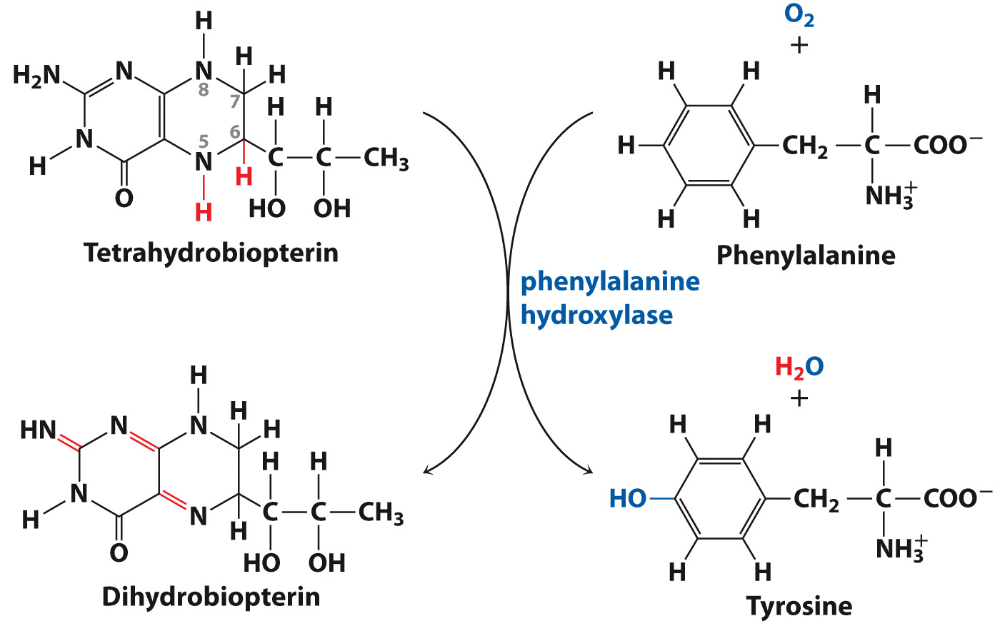 H
H₂N N N H H
8
7
H H
N 5 6
H N H C C CH₃
O H HO OH
Tetrahydrobiopterin
O₂
+
H H H
H CH₂ C COO⁻
H H NH₃⁺
Phenylalanine
phenylalanine
hydroxylase
H
HN N N H H
H H
N
H N H C C CH₃
O HO OH
Dihydrobiopterin
H₂O
+
H H H
HO CH₂ C COO⁻
H H NH₃⁺
Tyrosine